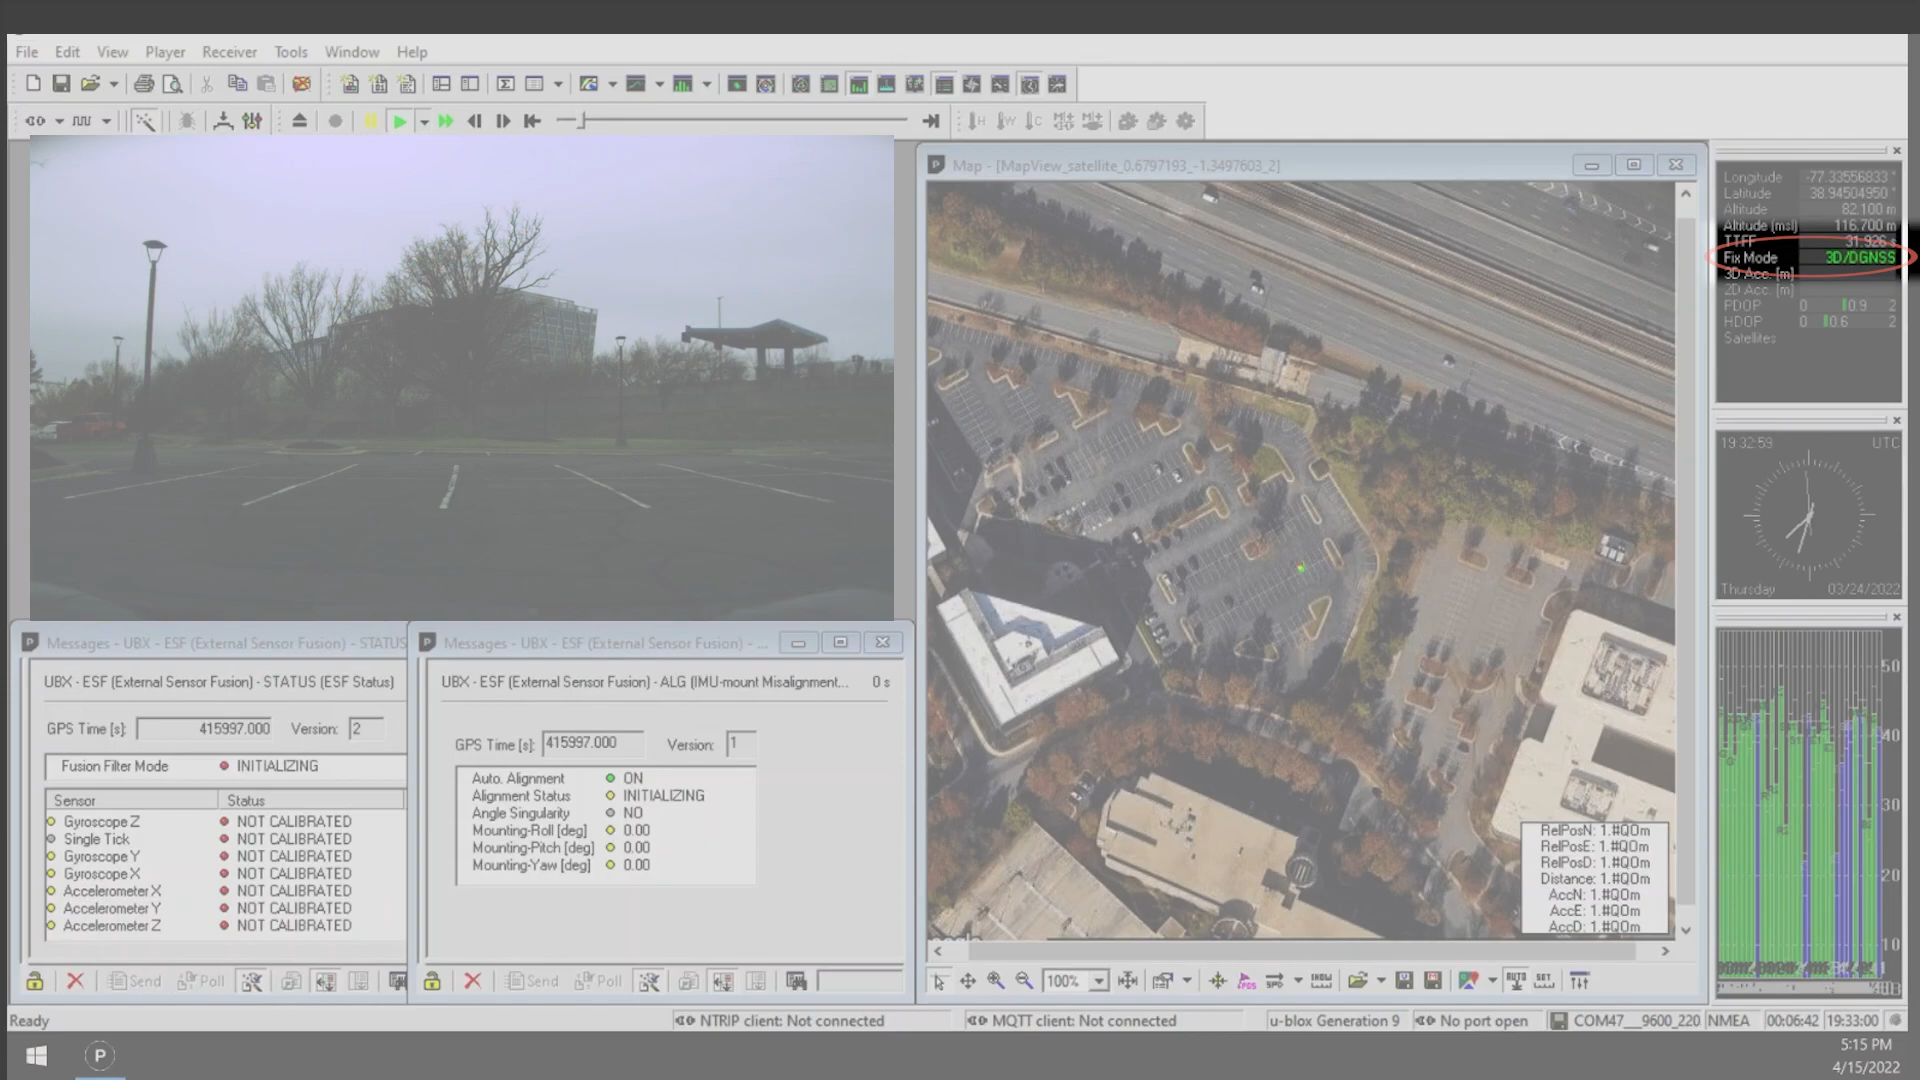 File Edit View Player Receiver Tools Window Help
Map - [MapView_satellite_0.6797193_-1.3497603_2]
Longitude -77.33556833 °
Latitude 38.94504950 °
Altitude 82.100 m
Altitude (msl) 116.700 m
TTFF 31.926 s
Fix Mode 3D/DGNSS
3D Acc. [m]
2D Acc. [m]
PDOP 0 0.9 2
HDOP 0 0.6 2
Satellites
19:32:59 UTC
Thursday 03/24/2022
50
40
30
20
10
dB
Messages - UBX - ESF (External Sensor Fusion) - STATUS
UBX - ESF (External Sensor Fusion) - STATUS (ESF Status)
GPS Time [s]: 415997.000 Version: 2
Fusion Filter Mode INITIALIZING
Sensor Status
Gyroscope Z NOT CALIBRATED
Single Tick NOT CALIBRATED
Gyroscope Y NOT CALIBRATED
Gyroscope X NOT CALIBRATED
Accelerometer X NOT CALIBRATED
Accelerometer Y NOT CALIBRATED
Accelerometer Z NOT CALIBRATED
Send Poll
Messages - UBX - ESF (External Sensor Fusion) - ...
UBX - ESF (External Sensor Fusion) - ALG (IMU-mount Misalignment... 0 s
GPS Time [s]: 415997.000 Version: 1
Auto. Alignment ON
Alignment Status INITIALIZING
Angle Singularity NO
Mounting-Roll [deg] 0.00
Mounting-Pitch [deg] 0.00
Mounting-Yaw [deg] 0.00
Send Poll
RelPosN: 1.#QOm
RelPosE: 1.#QOm
RelPosD: 1.#QOm
Distance: 1.#QOm
AccN: 1.#QOm
AccE: 1.#QOm
AccD: 1.#QOm
100%
Ready NTRIP client: Not connected MQTT client: Not connected u-blox Generation 9 No port open COM47___9600_220 NMEA 00:06:42 19:33:00
5:15 PM
4/15/2022